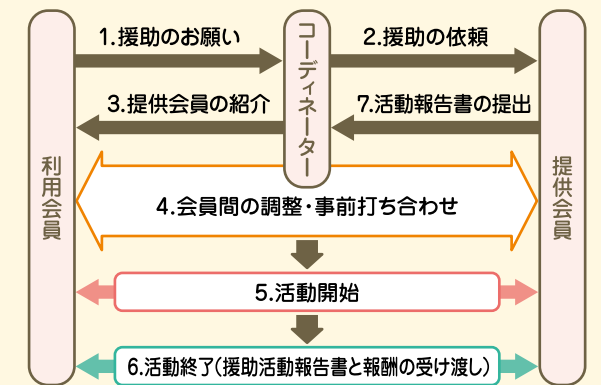 利用会員
コーディネーター
提供会員
1.援助のお願い
2.援助の依頼
3.提供会員の紹介
7.活動報告書の提出
4.会員間の調整・事前打ち合わせ
5.活動開始
6.活動終了(援助活動報告書と報酬の受け渡し)